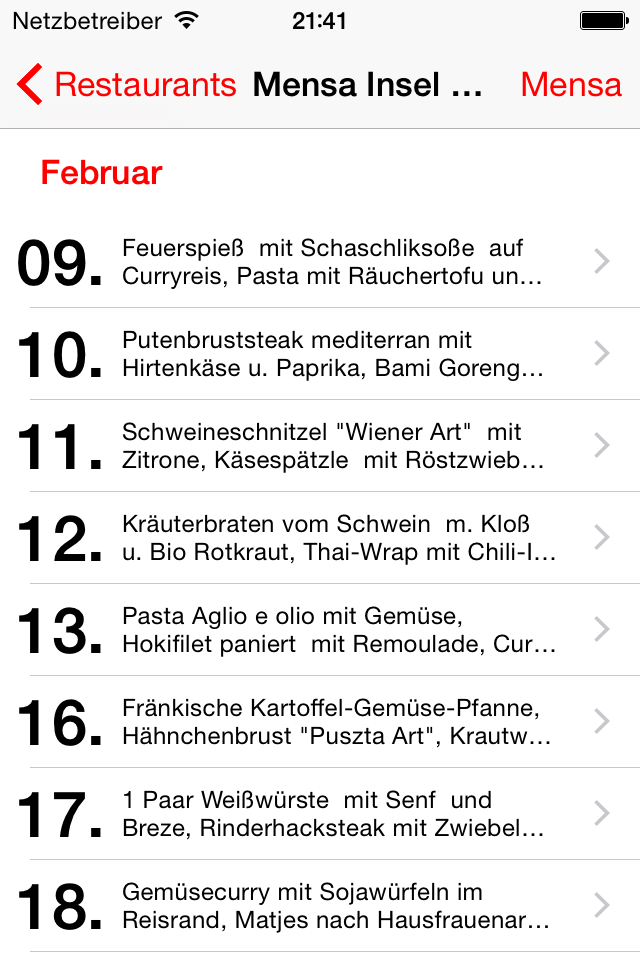 Netzbetreiber 21:41
Restaurants Mensa Insel ... Mensa
Februar
09. Feuerspieß mit Schaschliksoße auf
Curryreis, Pasta mit Räuchertofu un...
10. Putenbruststeak mediterran mit
Hirtenkäse u. Paprika, Bami Goreng...
11. Schweineschnitzel "Wiener Art" mit
Zitrone, Käsespätzle mit Röstzwieb...
12. Kräuterbraten vom Schwein m. Kloß
u. Bio Rotkraut, Thai-Wrap mit Chili-I...
13. Pasta Aglio e olio mit Gemüse,
Hokifilet paniert mit Remoulade, Cur...
16. Fränkische Kartoffel-Gemüse-Pfanne,
Hähnchenbrust "Puszta Art", Krautw...
17. 1 Paar Weißwürste mit Senf und
Breze, Rinderhacksteak mit Zwiebel...
18. Gemüsecurry mit Sojawürfeln im
Reisrand, Matjes nach Hausfrauenar...